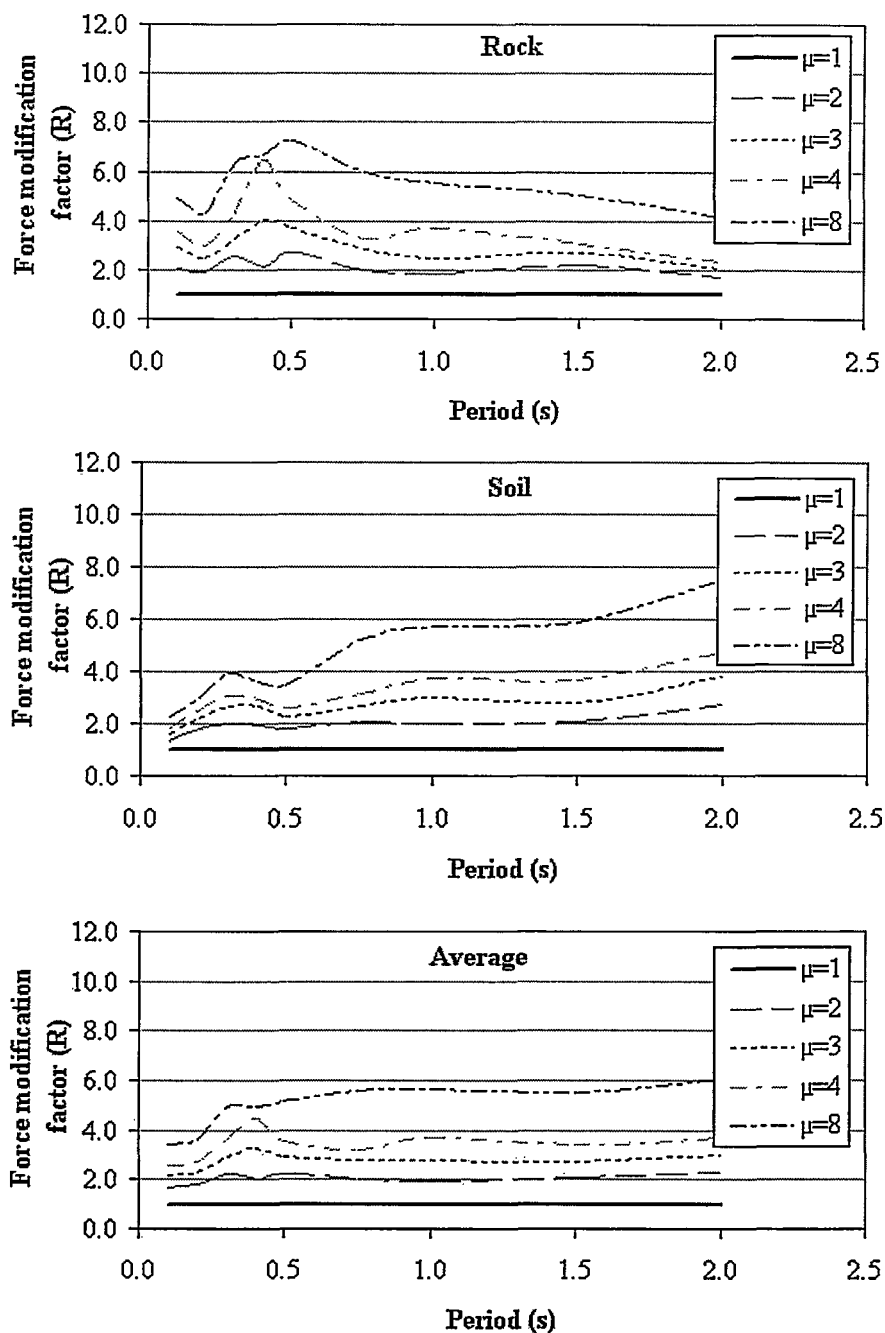 Rock
Force modification
factor (R)
12.0
10.0
8.0
6.0
4.0
2.0
0.0
0.0
0.5
1.0
1.5
2.0
2.5
Period (s)
μ=1
μ=2
μ=3
μ=4
μ=8
Soil
Force modification
factor (R)
12.0
10.0
8.0
6.0
4.0
2.0
0.0
0.0
0.5
1.0
1.5
2.0
2.5
Period (s)
μ=1
μ=2
μ=3
μ=4
μ=8
Average
Force modification
factor (R)
12.0
10.0
8.0
6.0
4.0
2.0
0.0
0.0
0.5
1.0
1.5
2.0
2.5
Period (s)
μ=1
μ=2
μ=3
μ=4
μ=8